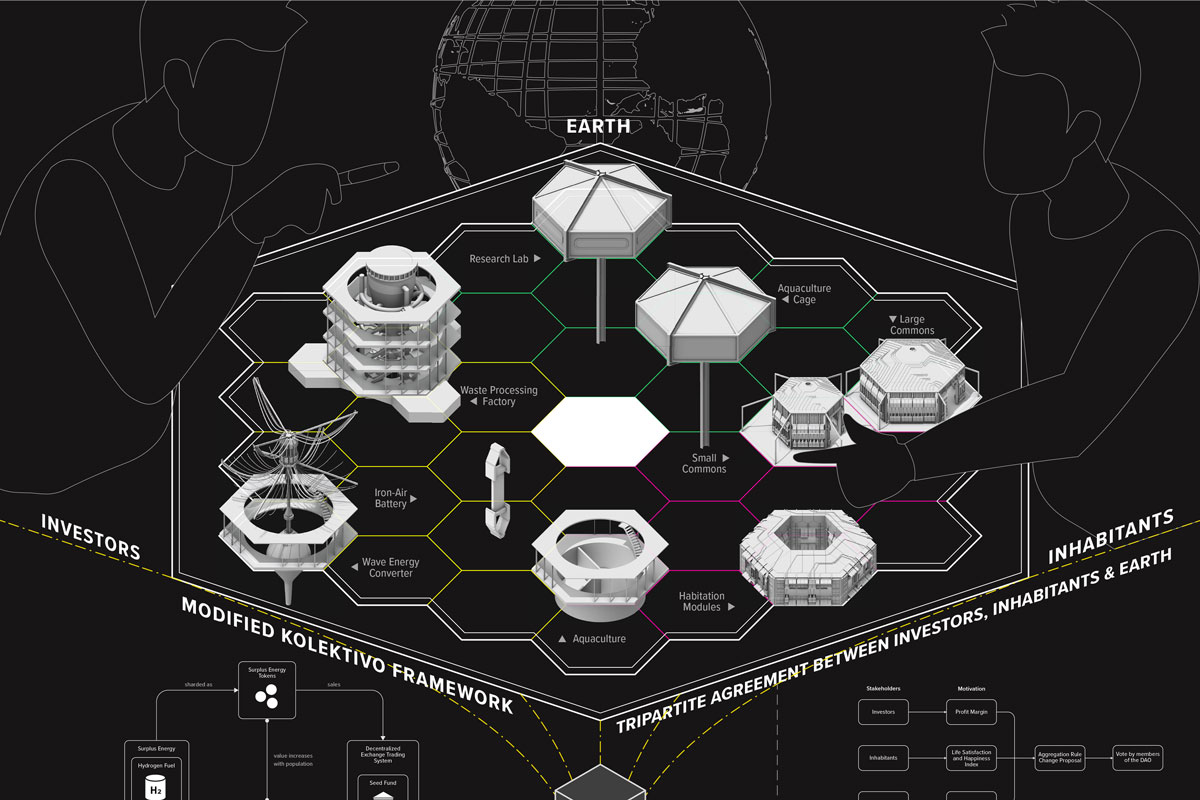 EARTH
Research Lab
Aquaculture
Cage
Large
Commons
Waste Processing
Factory
Small
Commons
Iron-Air
Battery
Wave Energy
Converter
Habitation
Modules
Aquaculture
INVESTORS
INHABITANTS
MODIFIED KOLEKTIVO FRAMEWORK
TRIPARTITE AGREEMENT BETWEEN INVESTORS, INHABITANTS & EARTH
Surplus Energy
Tokens
sharded as
sales
value increases
with population
Surplus Energy
Hydrogen Fuel
H2
Decentralized
Exchange Trading
System
Seed Fund
Stakeholders
Motivation
Investors
Profit Margin
Inhabitants
Life Satisfaction
and Happiness
Index
Aggregation Rule
Change Proposal
Vote by members
of the DAO